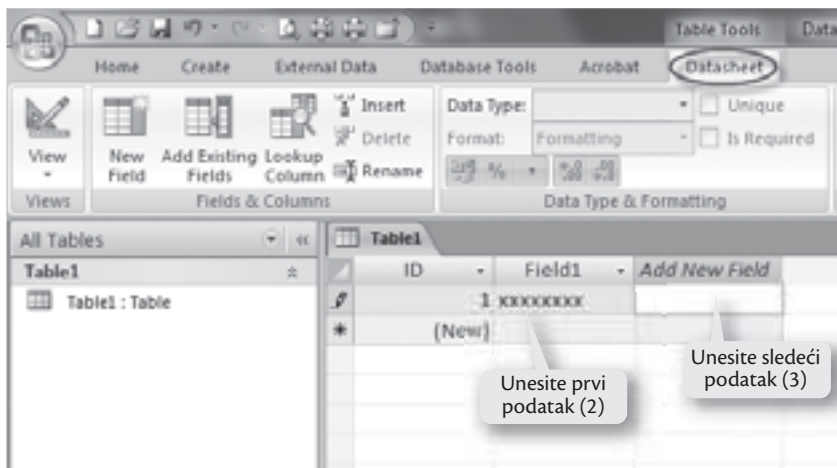 Table Tools Data
Home Create External Data Database Tools Acrobat Datasheet
View
New Field
Add Existing Fields
Lookup Column
Insert
Delete
Rename
Data Type:
Format: Formatting
Unique
Is Required
Views
Fields & Columns
Data Type & Formatting
All Tables
Table1
Table1 : Table
Table1
ID Field1 Add New Field
1 xxxxxxxx
(New)
Unesite prvi
podatak (2)
Unesite sledeći
podatak (3)